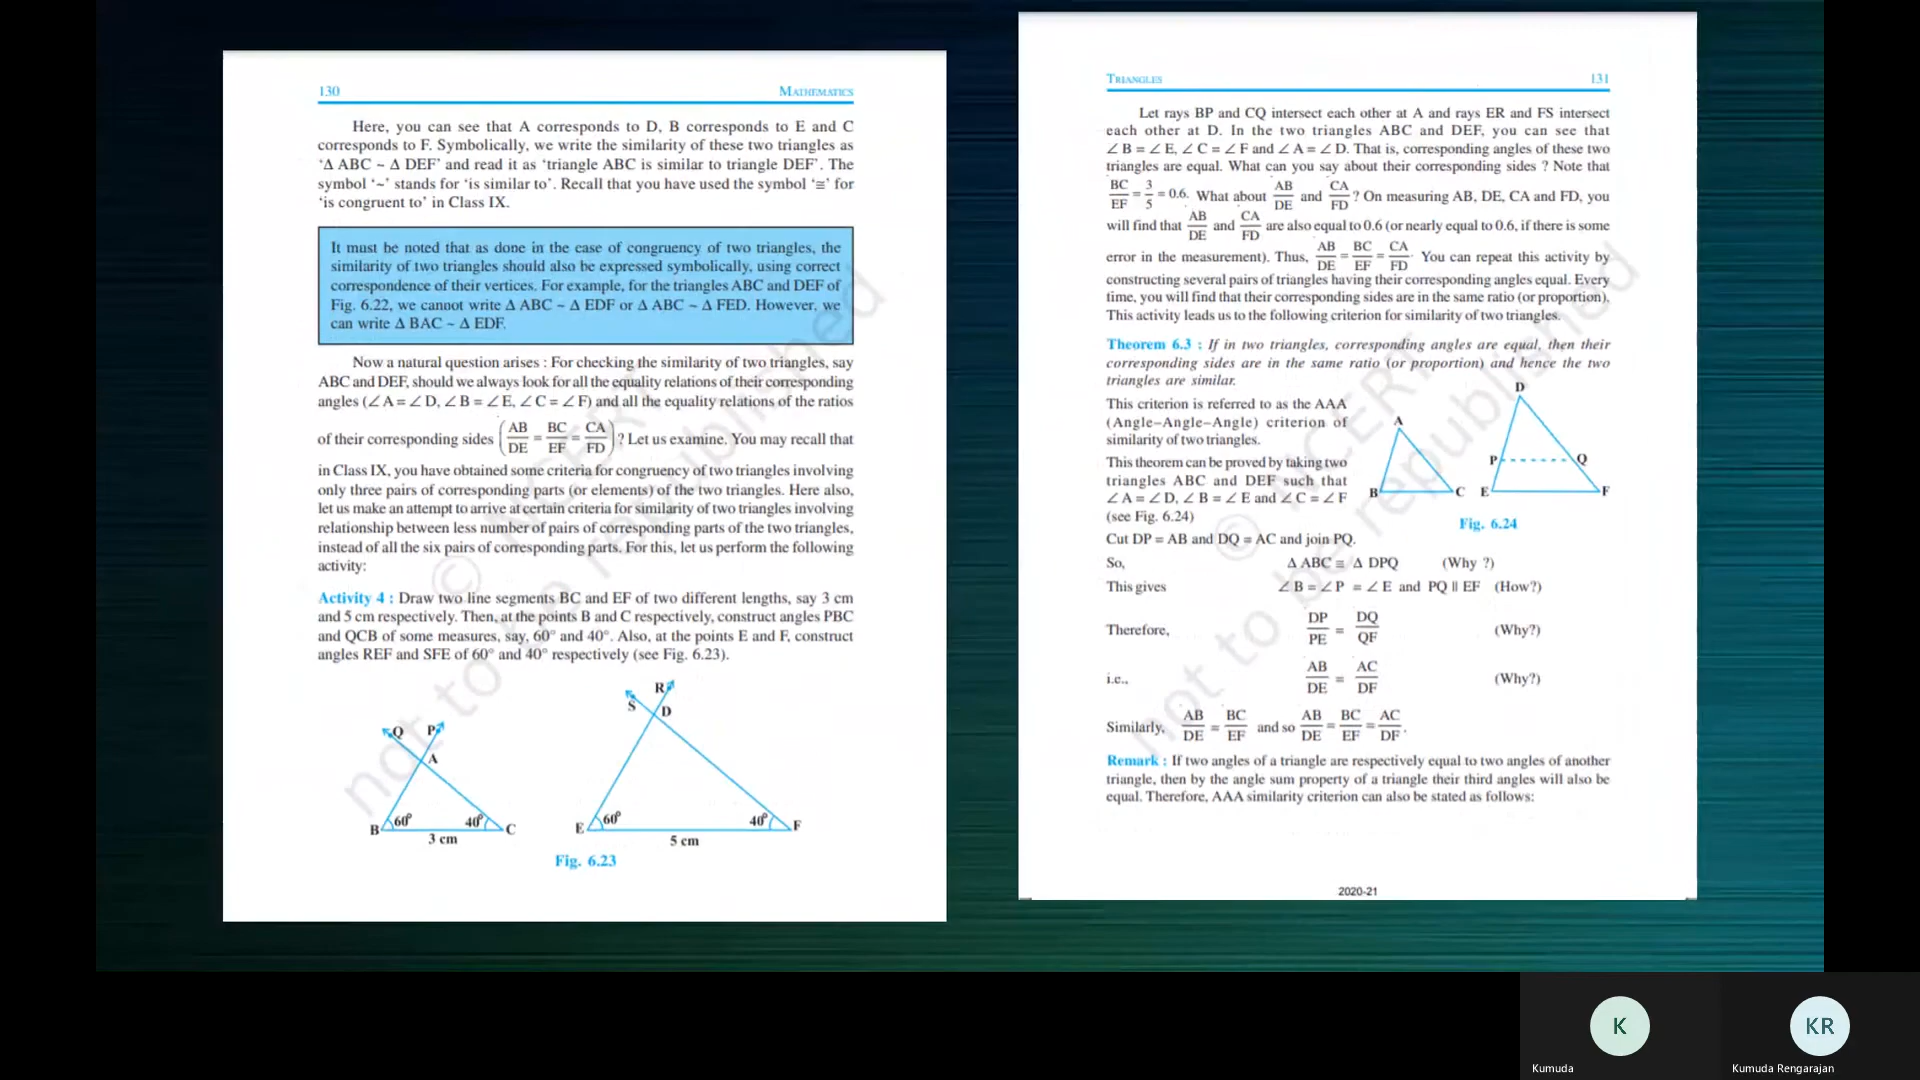 130 MATHEMATICS
Here, you can see that A corresponds to D, B corresponds to E and C
corresponds to F. Symbolically, we write the similarity of these two triangles as
‘Δ ABC ~ Δ DEF’ and read it as ‘triangle ABC is similar to triangle DEF’. The
symbol ‘~’ stands for ‘is similar to’. Recall that you have used the symbol ‘≅’ for
‘is congruent to’ in Class IX.
It must be noted that as done in the case of congruency of two triangles, the
similarity of two triangles should also be expressed symbolically, using correct
correspondence of their vertices. For example, for the triangles ABC and DEF of
Fig. 6.22, we cannot write Δ ABC ~ Δ EDF or Δ ABC ~ Δ FED. However, we
can write Δ BAC ~ Δ EDF.
Now a natural question arises : For checking the similarity of two triangles, say
ABC and DEF, should we always look for all the equality relations of their corresponding
angles (∠ A = ∠ D, ∠ B = ∠ E, ∠ C = ∠ F) and all the equality relations of the ratios
of their corresponding sides (AB/DE = BC/EF = CA/FD)? Let us examine. You may recall that
in Class IX, you have obtained some criteria for congruency of two triangles involving
only three pairs of corresponding parts (or elements) of the two triangles. Here also,
let us make an attempt to arrive at certain criteria for similarity of two triangles involving
relationship between less number of pairs of corresponding parts of the two triangles,
instead of all the six pairs of corresponding parts. For this, let us perform the following
activity:
Activity 4 : Draw two line segments BC and EF of two different lengths, say 3 cm
and 5 cm respectively. Then, at the points B and C respectively, construct angles PBC
and QCB of some measures, say, 60° and 40°. Also, at the points E and F, construct
angles REF and SFE of 60° and 40° respectively (see Fig. 6.23).
Q P A B 60° 40° C
3 cm
S R D E 60° 40° F
5 cm
Fig. 6.23
TRIANGLES 131
Let rays BP and CQ intersect each other at A and rays ER and FS intersect
each other at D. In the two triangles ABC and DEF, you can see that
∠ B = ∠ E, ∠ C = ∠ F and ∠ A = ∠ D. That is, corresponding angles of these two
triangles are equal. What can you say about their corresponding sides ? Note that
BC/EF = 3/5 = 0.6. What about AB/DE and CA/FD? On measuring AB, DE, CA and FD, you
will find that AB/DE and CA/FD are also equal to 0.6 (or nearly equal to 0.6, if there is some
error in the measurement). Thus, AB/DE = BC/EF = CA/FD. You can repeat this activity by
constructing several pairs of triangles having their corresponding angles equal. Every
time, you will find that their corresponding sides are in the same ratio (or proportion).
This activity leads us to the following criterion for similarity of two triangles.
Theorem 6.3 : If in two triangles, corresponding angles are equal, then their
corresponding sides are in the same ratio (or proportion) and hence the two
triangles are similar.
This criterion is referred to as the AAA
(Angle–Angle–Angle) criterion of
similarity of two triangles.
This theorem can be proved by taking two
triangles ABC and DEF such that
∠ A = ∠ D, ∠ B = ∠ E and ∠ C = ∠ F
(see Fig. 6.24)
A B C
D P Q E F
Fig. 6.24
Cut DP = AB and DQ = AC and join PQ.
So, Δ ABC ≅ Δ DPQ (Why ?)
This gives ∠ B = ∠ P = ∠ E and PQ || EF (How?)
Therefore, DP/PE = DQ/QF (Why?)
i.e., AB/DE = AC/DF (Why?)
Similarly, AB/DE = BC/EF and so AB/DE = BC/EF = AC/DF.
Remark : If two angles of a triangle are respectively equal to two angles of another
triangle, then by the angle sum property of a triangle their third angles will also be
equal. Therefore, AAA similarity criterion can also be stated as follows:
2020-21
© NCERT
not to be republished
© NCERT
not to be republished
K
Kumuda
KR
Kumuda Rengarajan